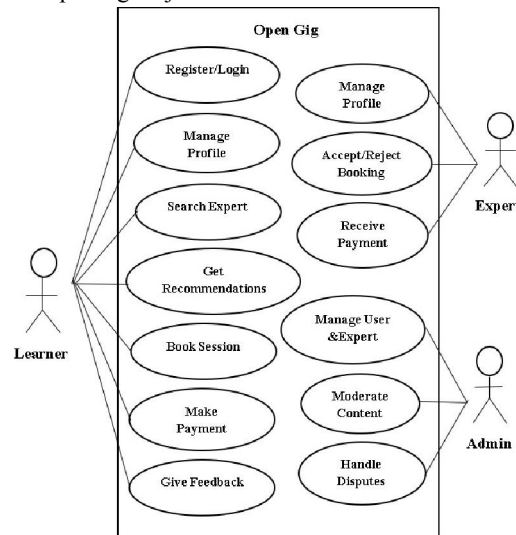 Open Gig
Register/Login
Manage
Profile
Search Expert
Get
Recommendations
Book Session
Make
Payment
Give Feedback
Learner
Manage
Profile
Accept/Reject
Booking
Receive
Payment
Exper
Manage User
&Expert
Moderate
Content
Handle
Disputes
Admin